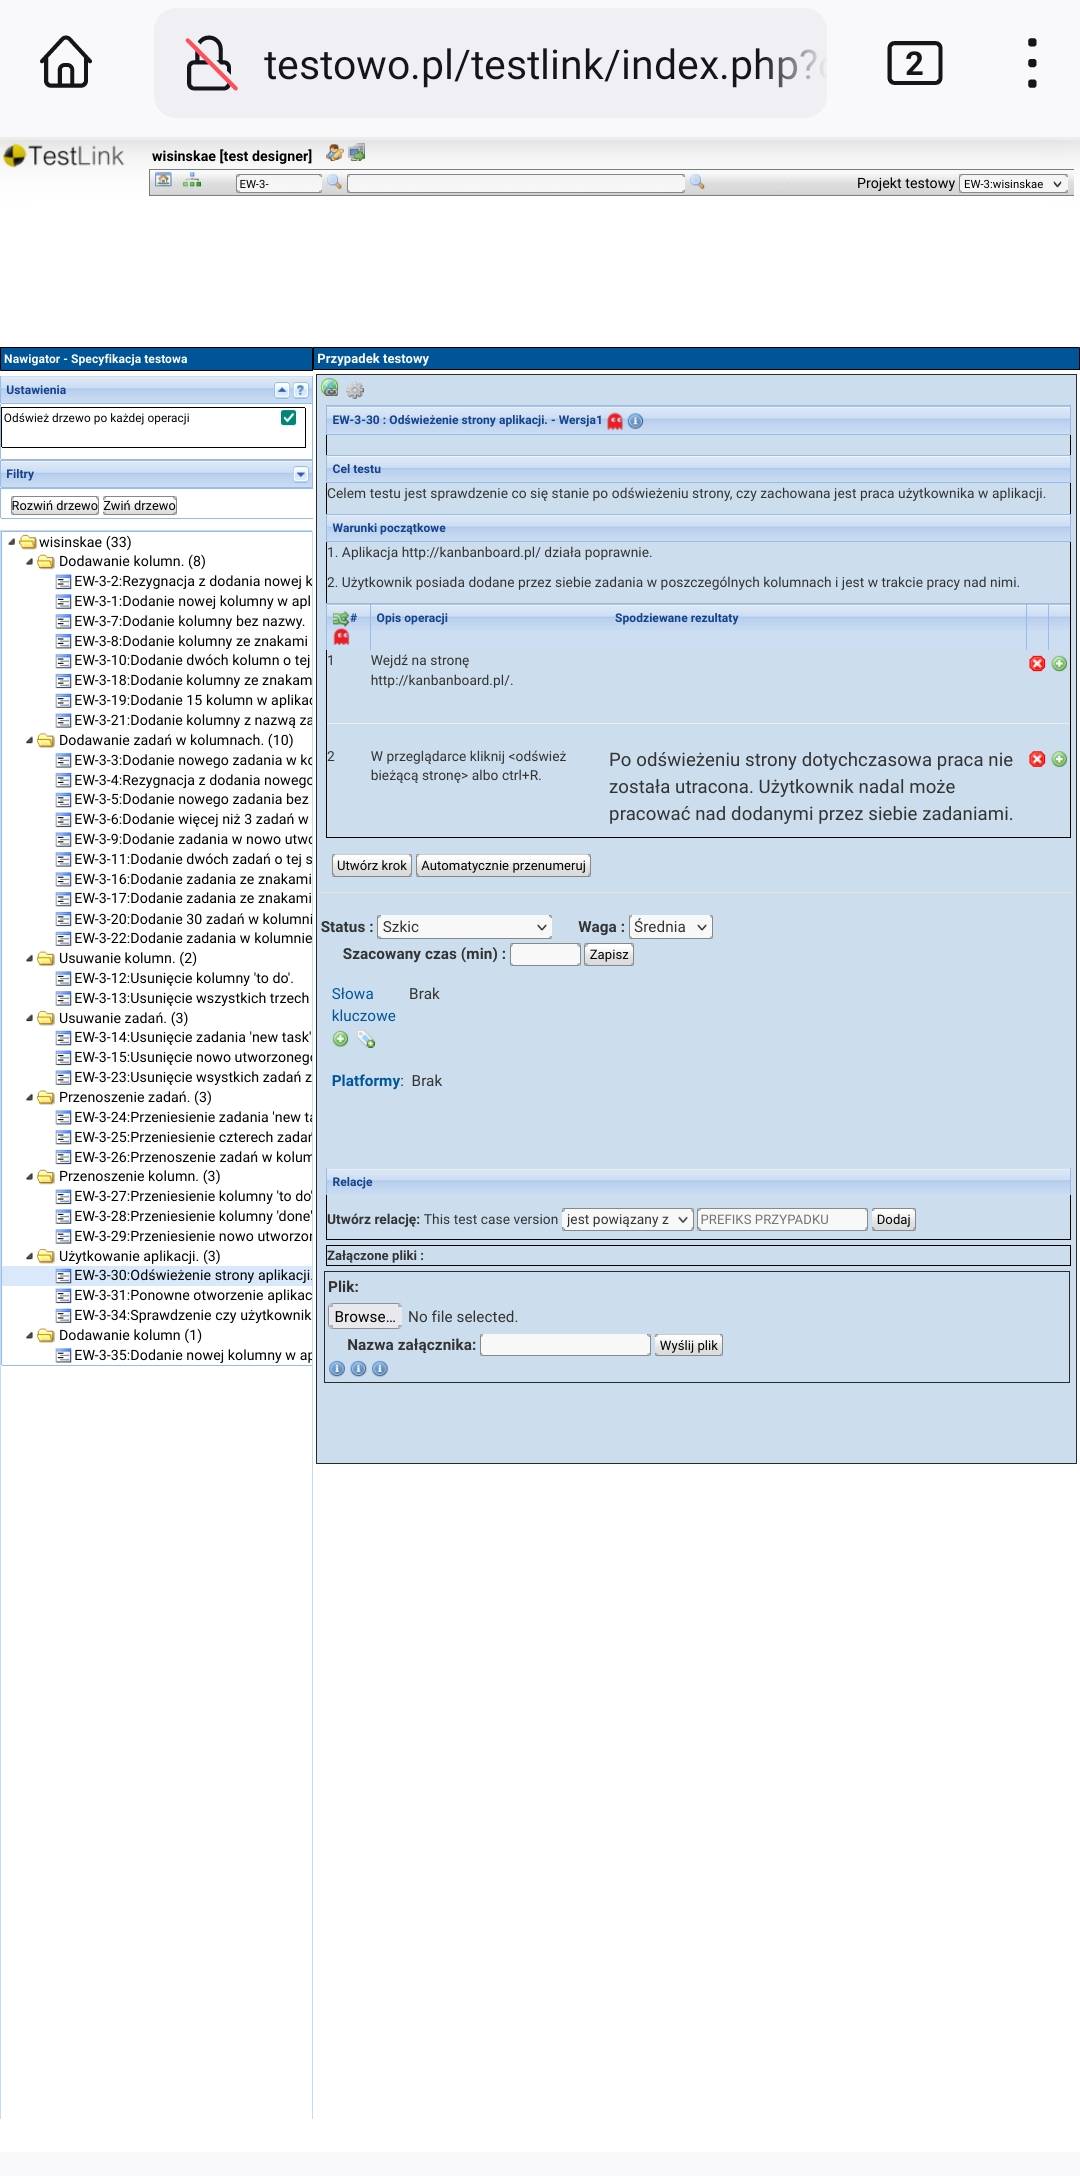 testowo.pl/testlink/index.php?
2
TestLink
wisinskae [test designer]
EW-3-
Projekt testowy
EW-3:wisinskae
Nawigator - Specyfikacja testowa
Ustawienia
?
Odśwież drzewo po każdej operacji
Filtry
Rozwiń drzewo
Zwiń drzewo
wisinskae (33)
Dodawanie kolumn. (8)
EW-3-2:Rezygnacja z dodania nowej k
EW-3-1:Dodanie nowej kolumny w apl
EW-3-7:Dodanie kolumny bez nazwy.
EW-3-8:Dodanie kolumny ze znakami
EW-3-10:Dodanie dwóch kolumn o tej
EW-3-18:Dodanie kolumny ze znakam
EW-3-19:Dodanie 15 kolumn w aplikac
EW-3-21:Dodanie kolumny z nazwą za
Dodawanie zadań w kolumnach. (10)
EW-3-3:Dodanie nowego zadania w ko
EW-3-4:Rezygnacja z dodania nowego
EW-3-5:Dodanie nowego zadania bez
EW-3-6:Dodanie więcej niż 3 zadań w
EW-3-9:Dodanie zadania w nowo utwo
EW-3-11:Dodanie dwóch zadań o tej s
EW-3-16:Dodanie zadania ze znakami
EW-3-17:Dodanie zadania ze znakami
EW-3-20:Dodanie 30 zadań w kolumni
EW-3-22:Dodanie zadania w kolumnie
Usuwanie kolumn. (2)
EW-3-12:Usunięcie kolumny 'to do'.
EW-3-13:Usunięcie wszystkich trzech
Usuwanie zadań. (3)
EW-3-14:Usunięcie zadania 'new task'
EW-3-15:Usunięcie nowo utworzonego
EW-3-23:Usunięcie wsystkich zadań z
Przenoszenie zadań. (3)
EW-3-24:Przeniesienie zadania 'new ta
EW-3-25:Przeniesienie czterech zadań
EW-3-26:Przenoszenie zadań w kolum
Przenoszenie kolumn. (3)
EW-3-27:Przeniesienie kolumny 'to do'
EW-3-28:Przeniesienie kolumny 'done'
EW-3-29:Przeniesienie nowo utworzon
Użytkowanie aplikacji. (3)
EW-3-30:Odświeżenie strony aplikacji.
EW-3-31:Ponowne otworzenie aplikac
EW-3-34:Sprawdzenie czy użytkownik
Dodawanie kolumn (1)
EW-3-35:Dodanie nowej kolumny w ap
Przypadek testowy
EW-3-30 : Odświeżenie strony aplikacji. - Wersja1
Cel testu
Celem testu jest sprawdzenie co się stanie po odświeżeniu strony, czy zachowana jest praca użytkownika w aplikacji.
Warunki początkowe
1. Aplikacja http://kanbanboard.pl/ działa poprawnie.
2. Użytkownik posiada dodane przez siebie zadania w poszczególnych kolumnach i jest w trakcie pracy nad nimi.
# Opis operacji Spodziewane rezultaty
1 Wejdź na stronę
http://kanbanboard.pl/.
2 W przeglądarce kliknij <odśwież
bieżącą stronę> albo ctrl+R.
Po odświeżeniu strony dotychczasowa praca nie
została utracona. Użytkownik nadal może
pracować nad dodanymi przez siebie zadaniami.
Utwórz krok
Automatycznie przenumeruj
Status : Szkic Waga : Średnia
Szacowany czas (min) : Zapisz
Słowa
kluczowe
Brak
Platformy: Brak
Relacje
Utwórz relację: This test case version jest powiązany z PREFIKS PRZYPADKU Dodaj
Załączone pliki :
Plik:
Browse... No file selected.
Nazwa załącznika: Wyślij plik